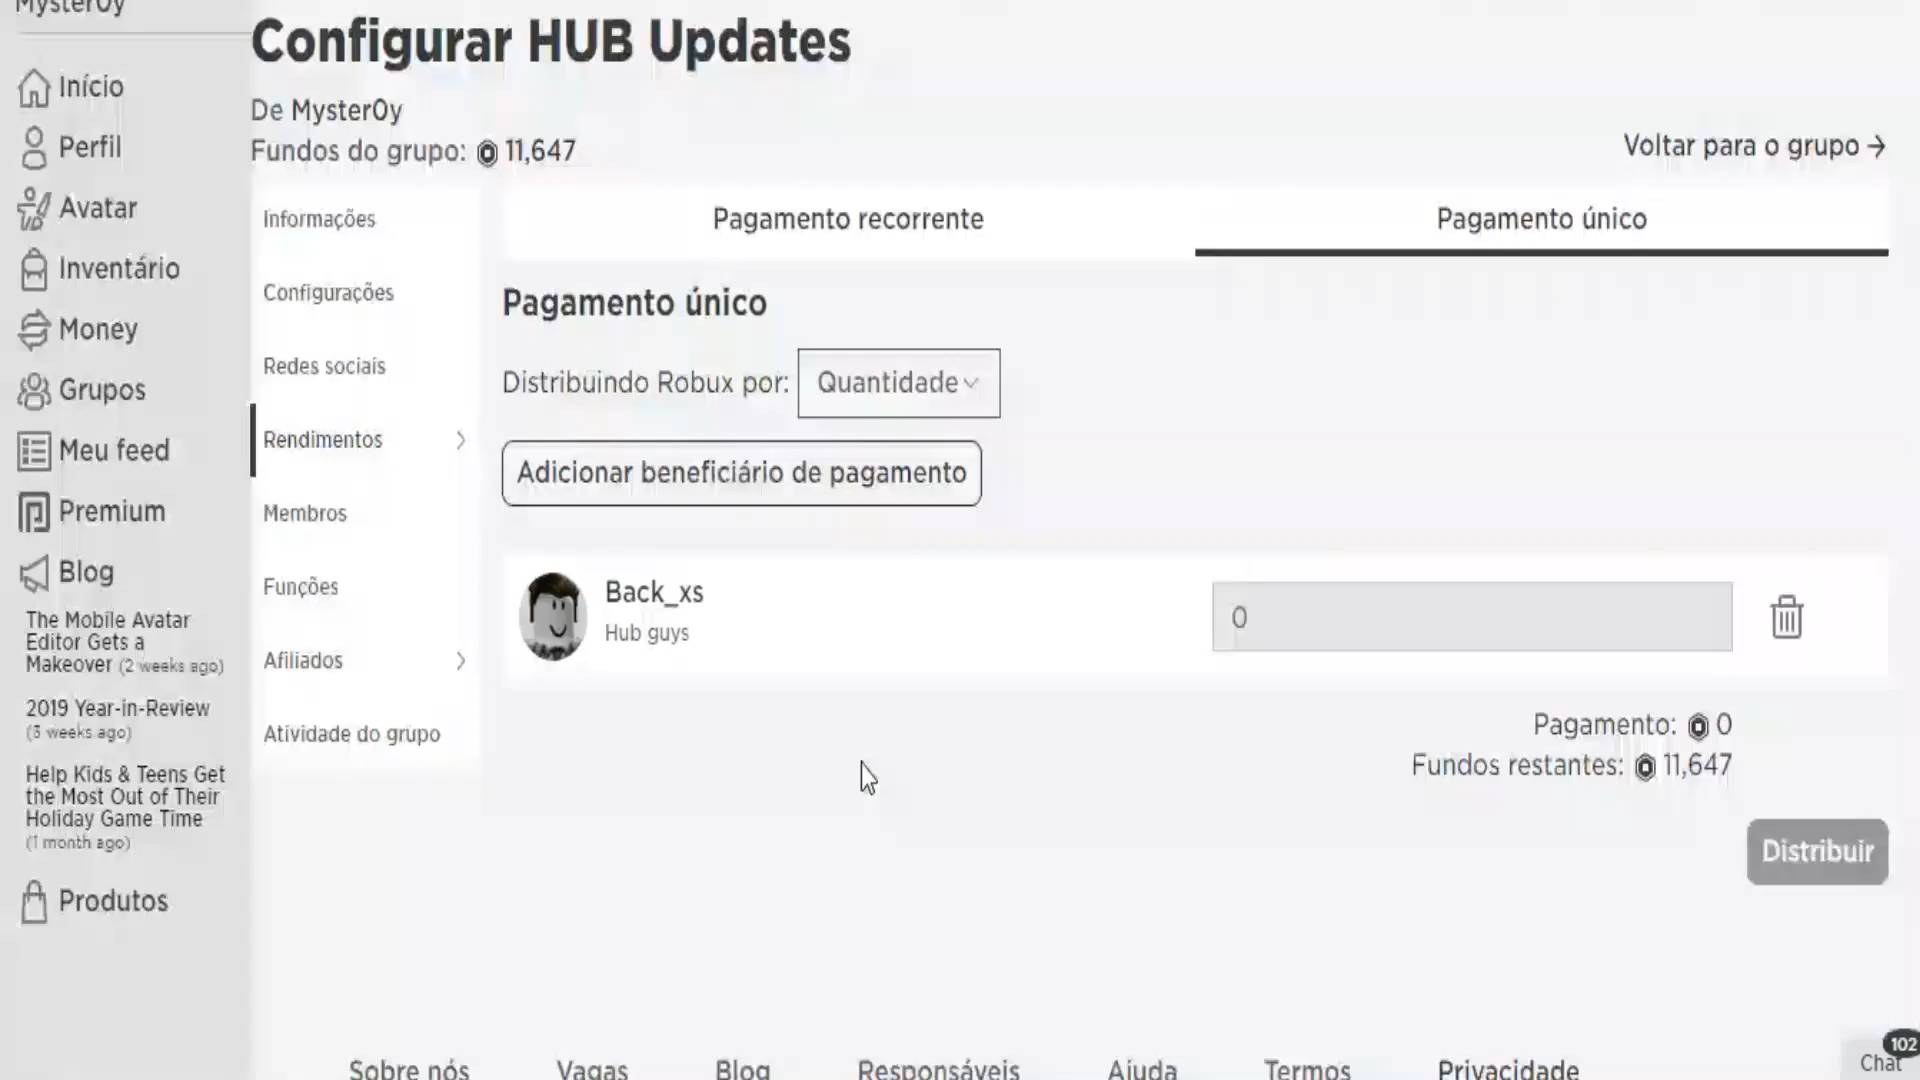 MysterOy
Início
Perfil
Avatar
Inventário
Money
Grupos
Meu feed
Premium
Blog
The Mobile Avatar
Editor Gets a
Makeover (2 weeks ago)
2019 Year-in-Review
(3 weeks ago)
Help Kids & Teens Get
the Most Out of Their
Holiday Game Time
(1 month ago)
Produtos
Configurar HUB Updates
De MysterOy
Fundos do grupo: 11,647
Voltar para o grupo →
Informações
Configurações
Redes sociais
Rendimentos
Membros
Funções
Afiliados
Atividade do grupo
Pagamento recorrente
Pagamento único
Pagamento único
Distribuindo Robux por: Quantidade
Adicionar beneficiário de pagamento
Back_xs
Hub guys
0
Pagamento: 0
Fundos restantes: 11,647
Distribuir
Sobre nós Vagas Blog Responsáveis Ajuda Termos Privacidade
Chat
102